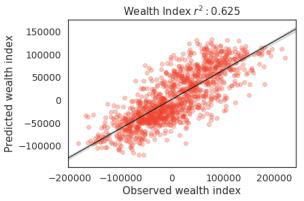 Wealth Index r² : 0.625
Predicted wealth index
150000
100000
50000
0
−50000
−100000
−200000 −100000 0 100000 200000
Observed wealth index